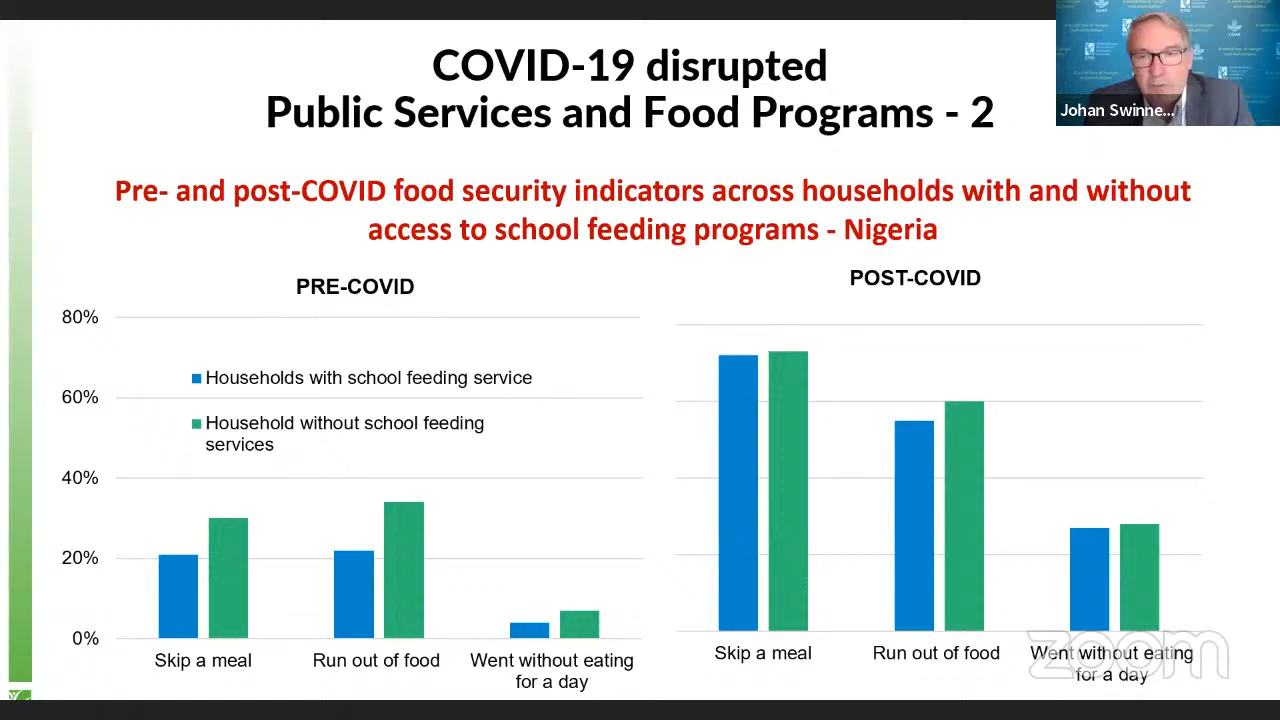 COVID-19 disrupted
Public Services and Food Programs - 2
Johan Swinne...
Pre- and post-COVID food security indicators across households with and without
access to school feeding programs - Nigeria
PRE-COVID
POST-COVID
80%
60%
40%
20%
0%
Households with school feeding service
Household without school feeding
services
Skip a meal
Run out of food
Went without eating
for a day
Skip a meal
Run out of food
Went without eating
for a day
zoom